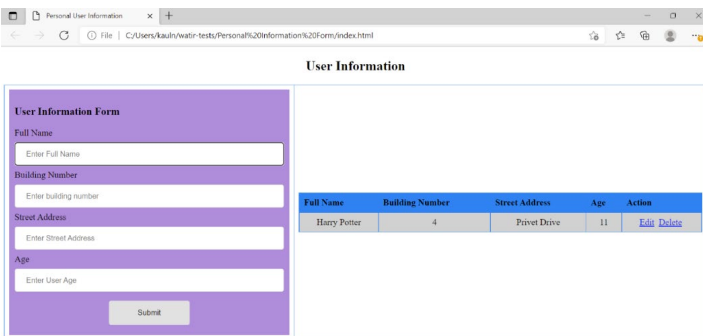 Personal User Information
File | C:/Users/kauln/watir-tests/Personal%20Information%20Form/index.html
User Information
User Information Form
Full Name
Enter Full Name
Building Number
Enter building number
Street Address
Enter Street Address
Age
Enter User Age
Submit
Full Name Building Number Street Address Age Action
Harry Potter 4 Privet Drive 11 Edit Delete